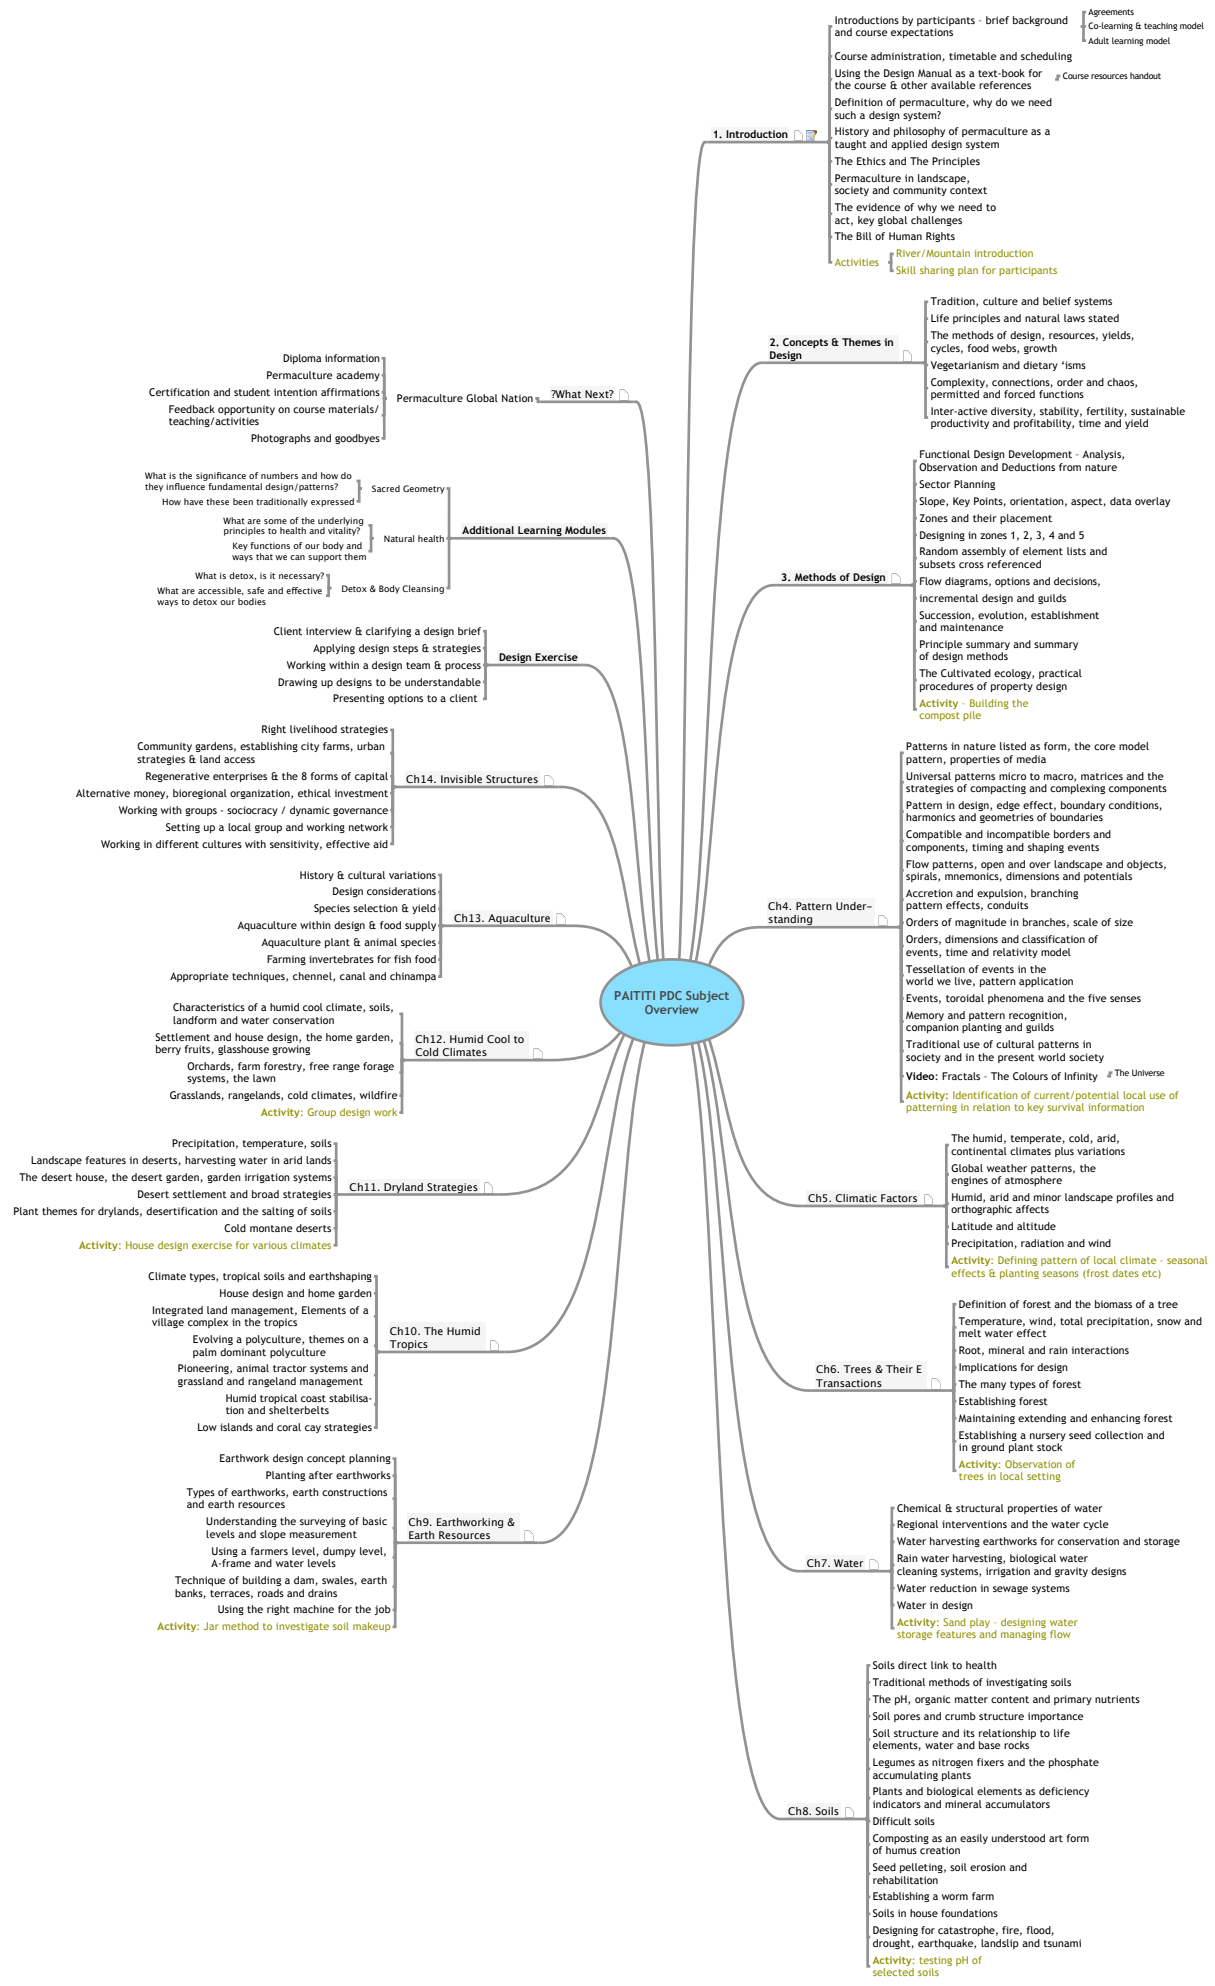 PAITITI PDC Subject
Overview
1. Introduction
Introductions by participants – brief background
and course expectations
Agreements
Co-learning & teaching model
Adult learning model
Course administration, timetable and scheduling
Using the Design Manual as a text-book for
the course & other available references
Course resources handout
Definition of permaculture, why do we need
such a design system?
History and philosophy of permaculture as a
taught and applied design system
The Ethics and The Principles
Permaculture in landscape,
society and community context
The evidence of why we need to
act, key global challenges
The Bill of Human Rights
Activities
River/Mountain introduction
Skill sharing plan for participants
2. Concepts & Themes in
Design
Tradition, culture and belief systems
Life principles and natural laws stated
The methods of design, resources, yields,
cycles, food webs, growth
Vegetarianism and dietary ‘isms
Complexity, connections, order and chaos,
permitted and forced functions
Inter-active diversity, stability, fertility, sustainable
productivity and profitability, time and yield
3. Methods of Design
Functional Design Development – Analysis,
Observation and Deductions from nature
Sector Planning
Slope, Key Points, orientation, aspect, data overlay
Zones and their placement
Designing in zones 1, 2, 3, 4 and 5
Random assembly of element lists and
subsets cross referenced
Flow diagrams, options and decisions,
incremental design and guilds
Succession, evolution, establishment
and maintenance
Principle summary and summary
of design methods
The Cultivated ecology, practical
procedures of property design
Activity – Building the
compost pile
Ch4. Pattern Under–
standing
Patterns in nature listed as form, the core model
pattern, properties of media
Universal patterns micro to macro, matrices and the
strategies of compacting and complexing components
Pattern in design, edge effect, boundary conditions,
harmonics and geometries of boundaries
Compatible and incompatible borders and
components, timing and shaping events
Flow patterns, open and over landscape and objects,
spirals, mnemonics, dimensions and potentials
Accretion and expulsion, branching
pattern effects, conduits
Orders of magnitude in branches, scale of size
Orders, dimensions and classification of
events, time and relativity model
Tessellation of events in the
world we live, pattern application
Events, toroidal phenomena and the five senses
Memory and pattern recognition,
companion planting and guilds
Traditional use of cultural patterns in
society and in the present world society
Video: Fractals – The Colours of Infinity
The Universe
Activity: Identification of current/potential local use of
patterning in relation to key survival information
Ch5. Climatic Factors
The humid, temperate, cold, arid,
continental climates plus variations
Global weather patterns, the
engines of atmosphere
Humid, arid and minor landscape profiles and
orthographic affects
Latitude and altitude
Precipitation, radiation and wind
Activity: Defining pattern of local climate – seasonal
effects & planting seasons (frost dates etc)
Ch6. Trees & Their E
Transactions
Definition of forest and the biomass of a tree
Temperature, wind, total precipitation, snow and
melt water effect
Root, mineral and rain interactions
Implications for design
The many types of forest
Establishing forest
Maintaining extending and enhancing forest
Establishing a nursery seed collection and
in ground plant stock
Activity: Observation of
trees in local setting
Ch7. Water
Chemical & structural properties of water
Regional interventions and the water cycle
Water harvesting earthworks for conservation and storage
Rain water harvesting, biological water
cleaning systems, irrigation and gravity designs
Water reduction in sewage systems
Water in design
Activity: Sand play – designing water
storage features and managing flow
Ch8. Soils
Soils direct link to health
Traditional methods of investigating soils
The pH, organic matter content and primary nutrients
Soil pores and crumb structure importance
Soil structure and its relationship to life
elements, water and base rocks
Legumes as nitrogen fixers and the phosphate
accumulating plants
Plants and biological elements as deficiency
indicators and mineral accumulators
Difficult soils
Composting as an easily understood art form
of humus creation
Seed pelleting, soil erosion and
rehabilitation
Establishing a worm farm
Soils in house foundations
Designing for catastrophe, fire, flood,
drought, earthquake, landslip and tsunami
Activity: testing pH of
selected soils
?What Next?
Permaculture Global Nation
Diploma information
Permaculture academy
Certification and student intention affirmations
Feedback opportunity on course materials/
teaching/activities
Photographs and goodbyes
Additional Learning Modules
Sacred Geometry
What is the significance of numbers and how do
they influence fundamental design/patterns?
How have these been traditionally expressed
Natural health
What are some of the underlying
principles to health and vitality?
Key functions of our body and
ways that we can support them
Detox & Body Cleansing
What is detox, is it necessary?
What are accessible, safe and effective
ways to detox our bodies
Design Exercise
Client interview & clarifying a design brief
Applying design steps & strategies
Working within a design team & process
Drawing up designs to be understandable
Presenting options to a client
Ch14. Invisible Structures
Right livelihood strategies
Community gardens, establishing city farms, urban
strategies & land access
Regenerative enterprises & the 8 forms of capital
Alternative money, bioregional organization, ethical investment
Working with groups - sociocracy / dynamic governance
Setting up a local group and working network
Working in different cultures with sensitivity, effective aid
Ch13. Aquaculture
History & cultural variations
Design considerations
Species selection & yield
Aquaculture within design & food supply
Aquaculture plant & animal species
Farming invertebrates for fish food
Appropriate techniques, chennel, canal and chinampa
Ch12. Humid Cool to
Cold Climates
Characteristics of a humid cool climate, soils,
landform and water conservation
Settlement and house design, the home garden,
berry fruits, glasshouse growing
Orchards, farm forestry, free range forage
systems, the lawn
Grasslands, rangelands, cold climates, wildfire
Activity: Group design work
Ch11. Dryland Strategies
Precipitation, temperature, soils
Landscape features in deserts, harvesting water in arid lands
The desert house, the desert garden, garden irrigation systems
Desert settlement and broad strategies
Plant themes for drylands, desertification and the salting of soils
Cold montane deserts
Activity: House design exercise for various climates
Ch10. The Humid
Tropics
Climate types, tropical soils and earthshaping
House design and home garden
Integrated land management, Elements of a
village complex in the tropics
Evolving a polyculture, themes on a
palm dominant polyculture
Pioneering, animal tractor systems and
grassland and rangeland management
Humid tropical coast stabilisa–
tion and shelterbelts
Low islands and coral cay strategies
Ch9. Earthworking &
Earth Resources
Earthwork design concept planning
Planting after earthworks
Types of earthworks, earth constructions
and earth resources
Understanding the surveying of basic
levels and slope measurement
Using a farmers level, dumpy level,
A-frame and water levels
Technique of building a dam, swales, earth
banks, terraces, roads and drains
Using the right machine for the job
Activity: Jar method to investigate soil makeup